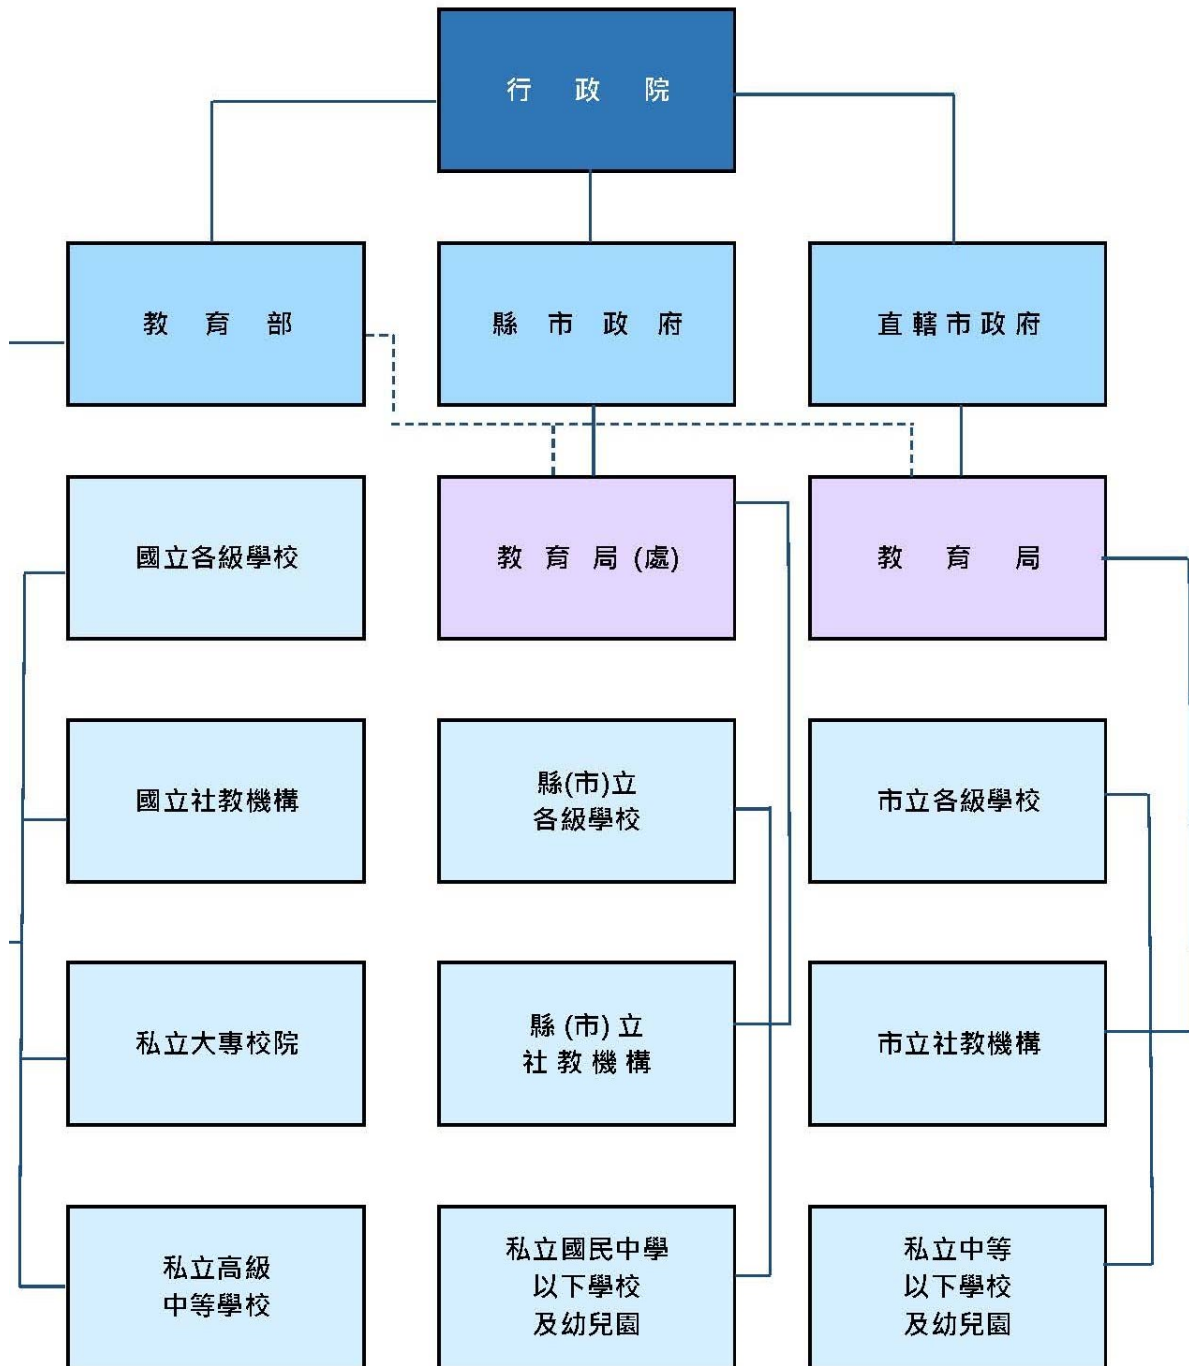 行政院
教育部
縣市政府
直轄市政府
國立各級學校
教育局(處)
教育局
國立社教機構
縣(市)立
各級學校
市立各級學校
私立大專校院
縣(市)立
社教機構
市立社教機構
私立高級
中等學校
私立國民中學
以下學校
及幼兒園
私立中等
以下學校
及幼兒園